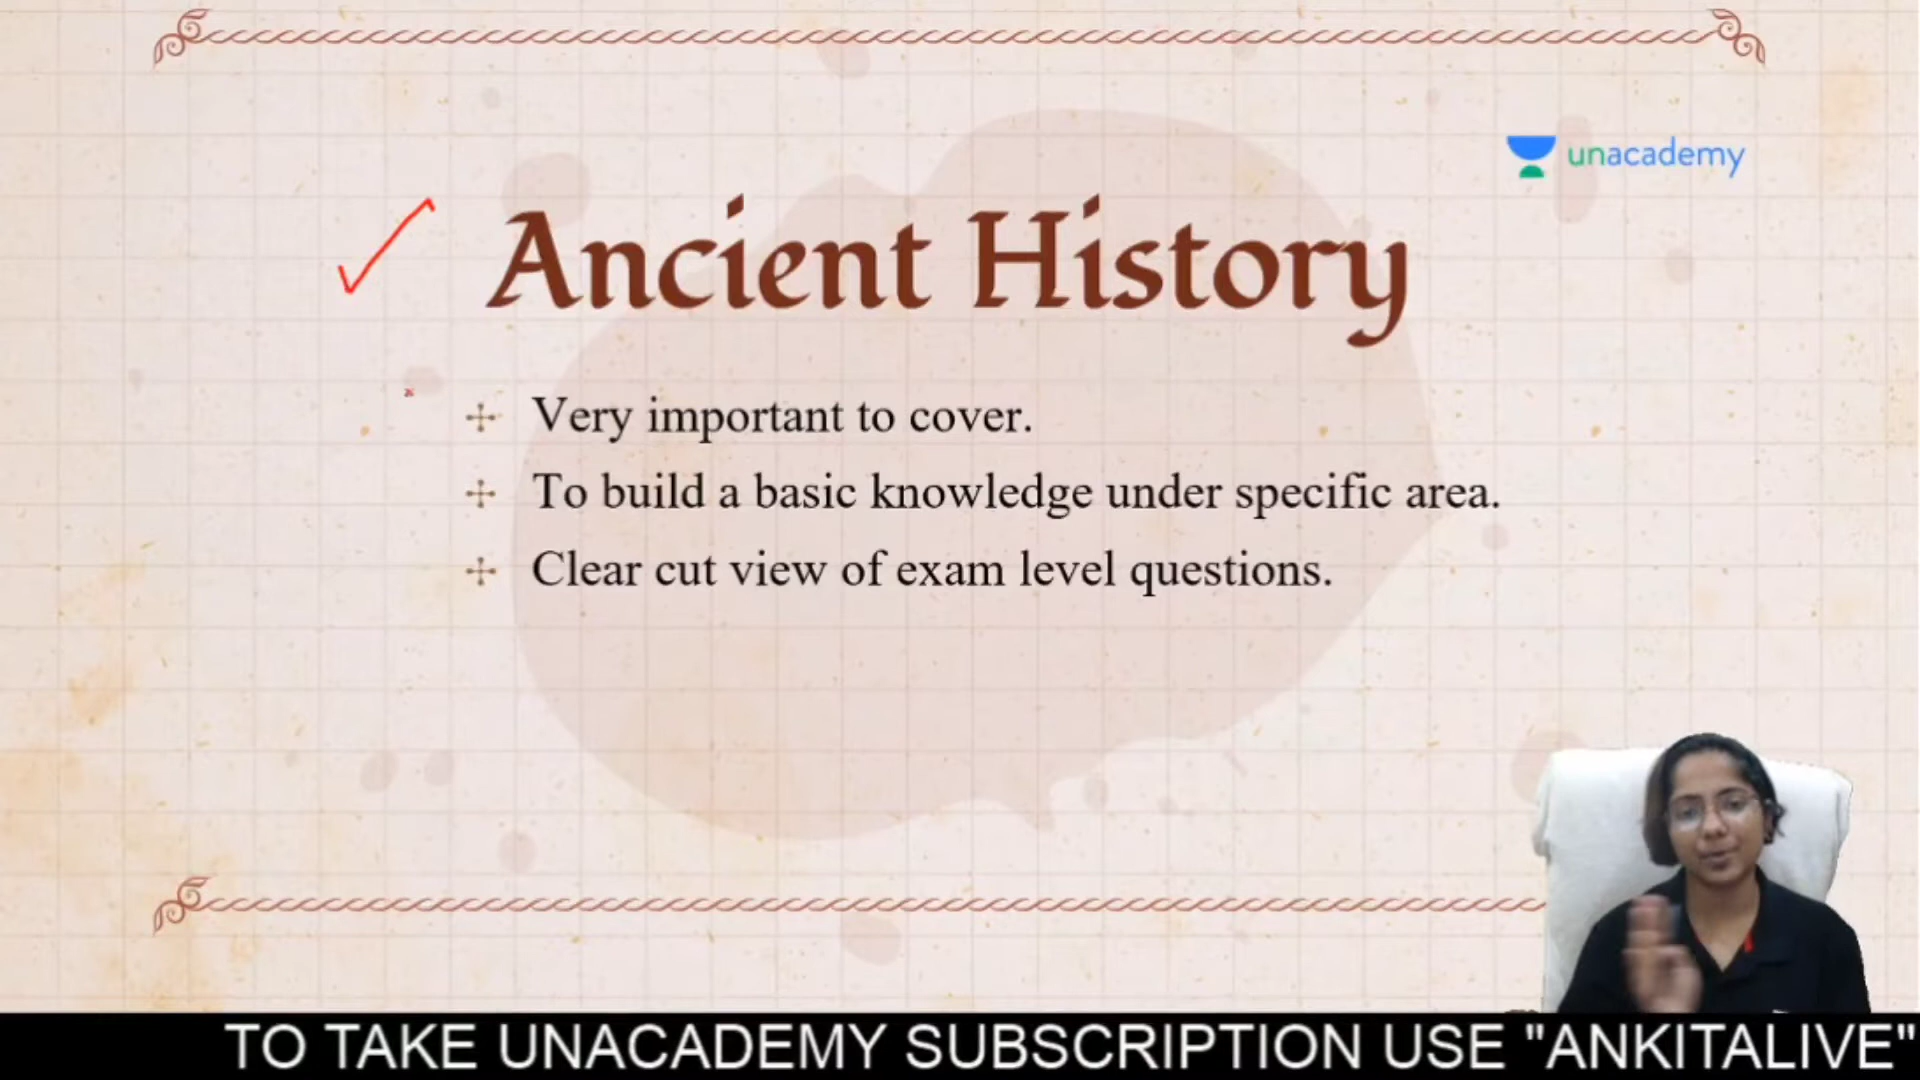 unacademy
Ancient History
Very important to cover.
To build a basic knowledge under specific area.
Clear cut view of exam level questions.
TO TAKE UNACADEMY SUBSCRIPTION USE "ANKITALIVE"